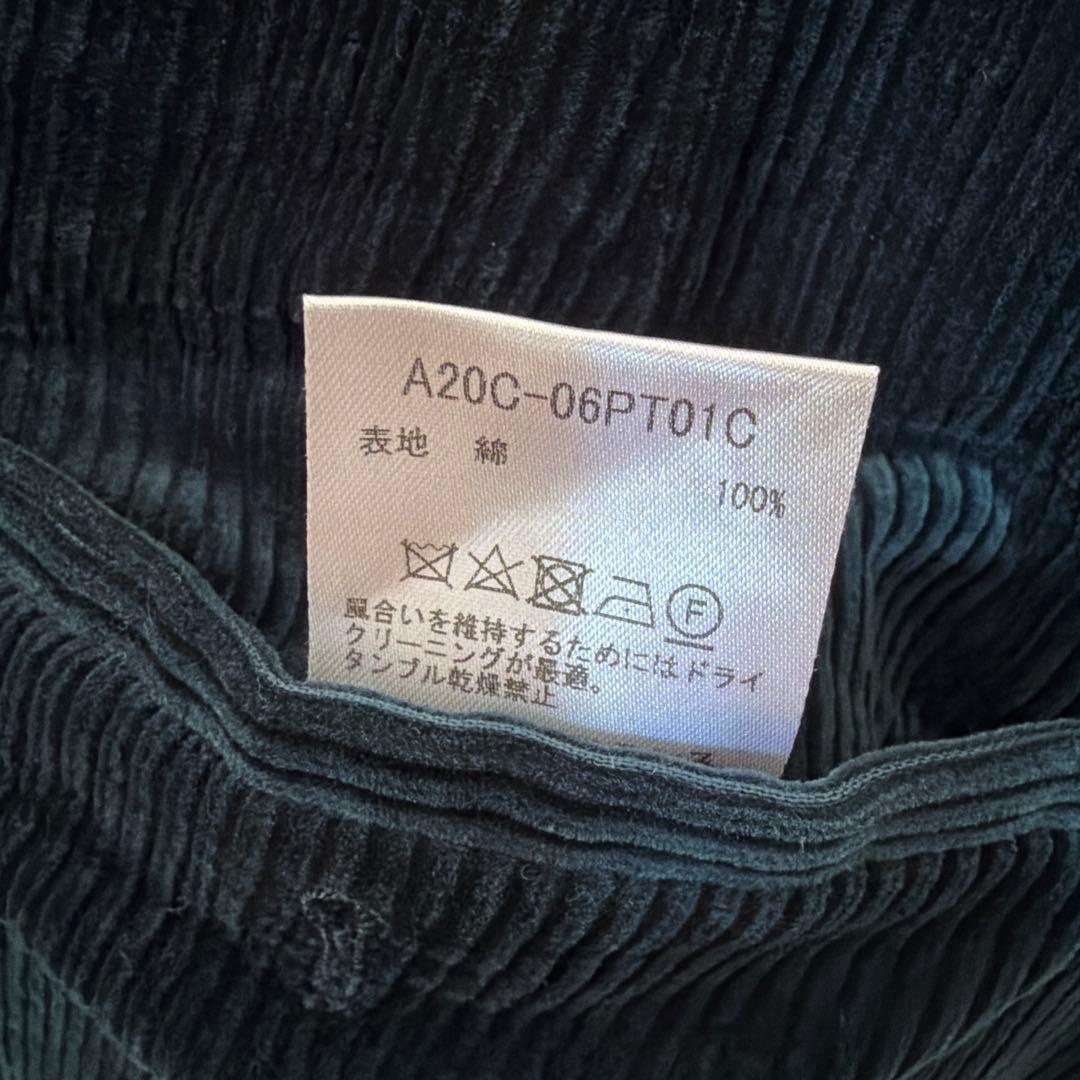 A20C-06PT01C
表地 綿
100%
F
風合いを維持するためにはドライ
クリーニングが最適。
タンブル乾燥禁止